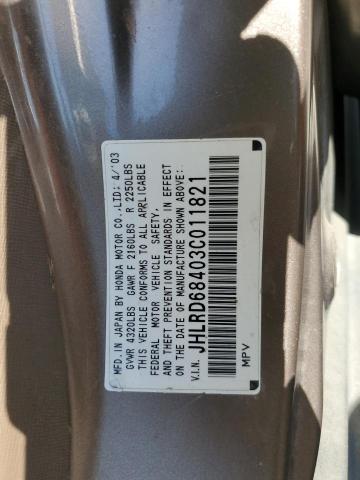 MFD.IN JAPAN BY HONDA MOTOR CO.,LTD; 4/'03
GVWR 4320LBS GAWR F 2160LBS R 2250LBS
THIS VEHICLE CONFORMS TO ALL APPLICABLE
FEDERAL MOTOR VEHICLE SAFETY,
AND THEFT PREVENTION STANDARDS IN EFFECT
ON THE DATE OF MANUFACTURE SHOWN ABOVE:
V.I.N. JHLRD68403C011821
MPV